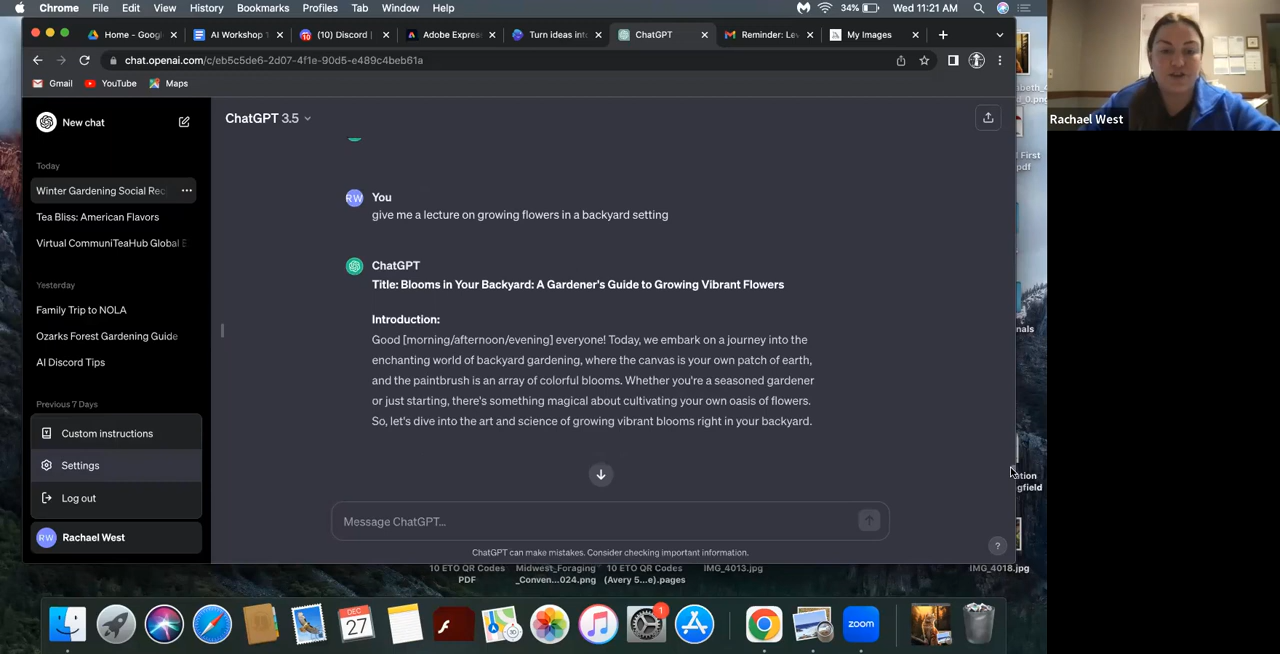 Chrome File Edit View History Bookmarks Profiles Tab Window Help
34% Wed 11:21 AM
Home - Googl
AI Workshop
(10) Discord |
Adobe Expres
Turn ideas int
ChatGPT
Reminder: Le
My Images
chat.openai.com/c/eb5c5de6-2d07-4f1e-90d5-e489c4beb61a
Gmail YouTube Maps
New chat
Today
Winter Gardening Social Rec
Tea Bliss: American Flavors
Virtual CommuniTeaHub Global
Yesterday
Family Trip to NOLA
Ozarks Forest Gardening Guide
AI Discord Tips
Previous 7 Days
Custom instructions
Settings
Log out
RW Rachael West
ChatGPT 3.5
RW You
give me a lecture on growing flowers in a backyard setting
ChatGPT
Title: Blooms in Your Backyard: A Gardener's Guide to Growing Vibrant Flowers
Introduction:
Good [morning/afternoon/evening] everyone! Today, we embark on a journey into the
enchanting world of backyard gardening, where the canvas is your own patch of earth,
and the paintbrush is an array of colorful blooms. Whether you're a seasoned gardener
or just starting, there's something magical about cultivating your own oasis of flowers.
So, let's dive into the art and science of growing vibrant blooms right in your backyard.
Message ChatGPT...
ChatGPT can make mistakes. Consider checking important information.
?
Rachael West
First
pdf
nals
gfield
10 ETO QR Codes
PDF
Midwest_Foraging
_Conven...024.png
10 ETO QR Codes
(Avery 5...e).pages
IMG_4013.jpg
IMG_4018.jpg
DEC
27
1
zoom